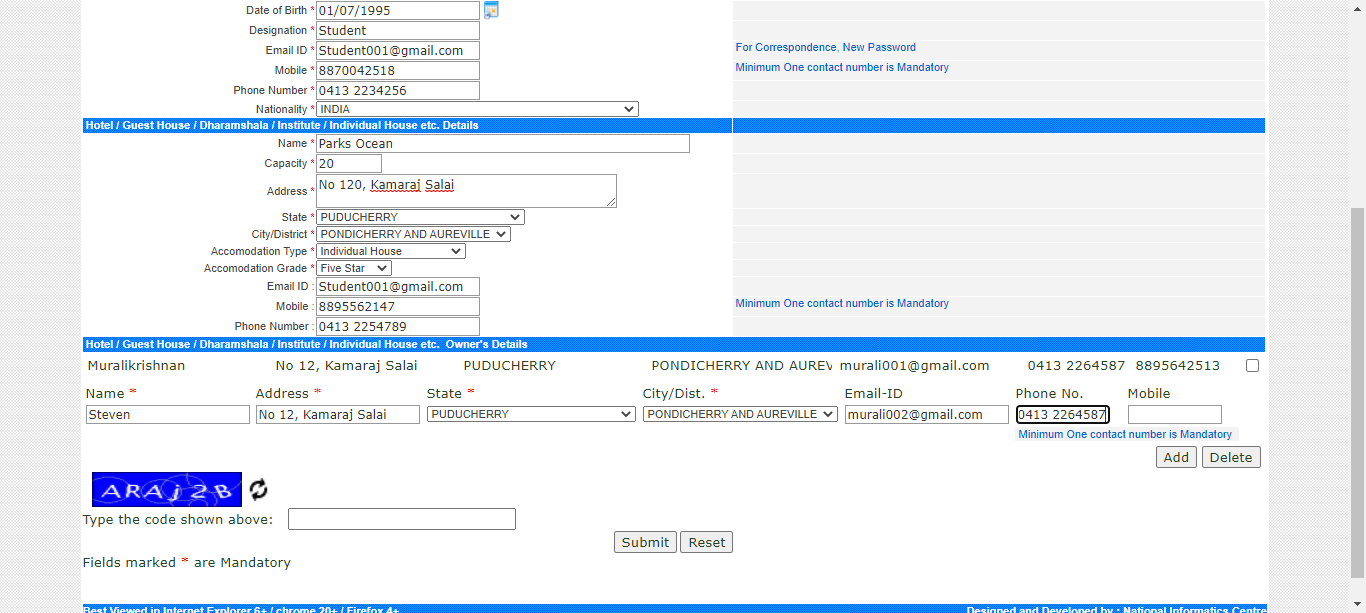 Date of Birth * 01/07/1995
Designation * Student
Email ID * Student001@gmail.com For Correspondence, New Password
Mobile * 8870042518 Minimum One contact number is Mandatory
Phone Number * 0413 2234256
Nationality * INDIA
Hotel / Guest House / Dharamshala / Institute / Individual House etc. Details
Name * Parks Ocean
Capacity * 20
Address * No 120, Kamaraj Salai
State * PUDUCHERRY
City/District * PONDICHERRY AND AUREVILLE
Accomodation Type * Individual House
Accomodation Grade * Five Star
Email ID : Student001@gmail.com
Mobile : 8895562147 Minimum One contact number is Mandatory
Phone Number : 0413 2254789
Hotel / Guest House / Dharamshala / Institute / Individual House etc. Owner's Details
Muralikrishnan No 12, Kamaraj Salai PUDUCHERRY PONDICHERRY AND AUREV murali001@gmail.com 0413 2264587 8895642513
Name * Address * State * City/Dist. * Email-ID Phone No. Mobile
Steven No 12, Kamaraj Salai PUDUCHERRY PONDICHERRY AND AUREVILLE murali002@gmail.com 0413 2264587
Minimum One contact number is Mandatory
Add Delete
ARAj2B
Type the code shown above:
Submit Reset
Fields marked * are Mandatory
Best Viewed in Internet Explorer 6+ / chrome 20+ / Firefox 4+ Designed and Developed by : National Informatics Centre